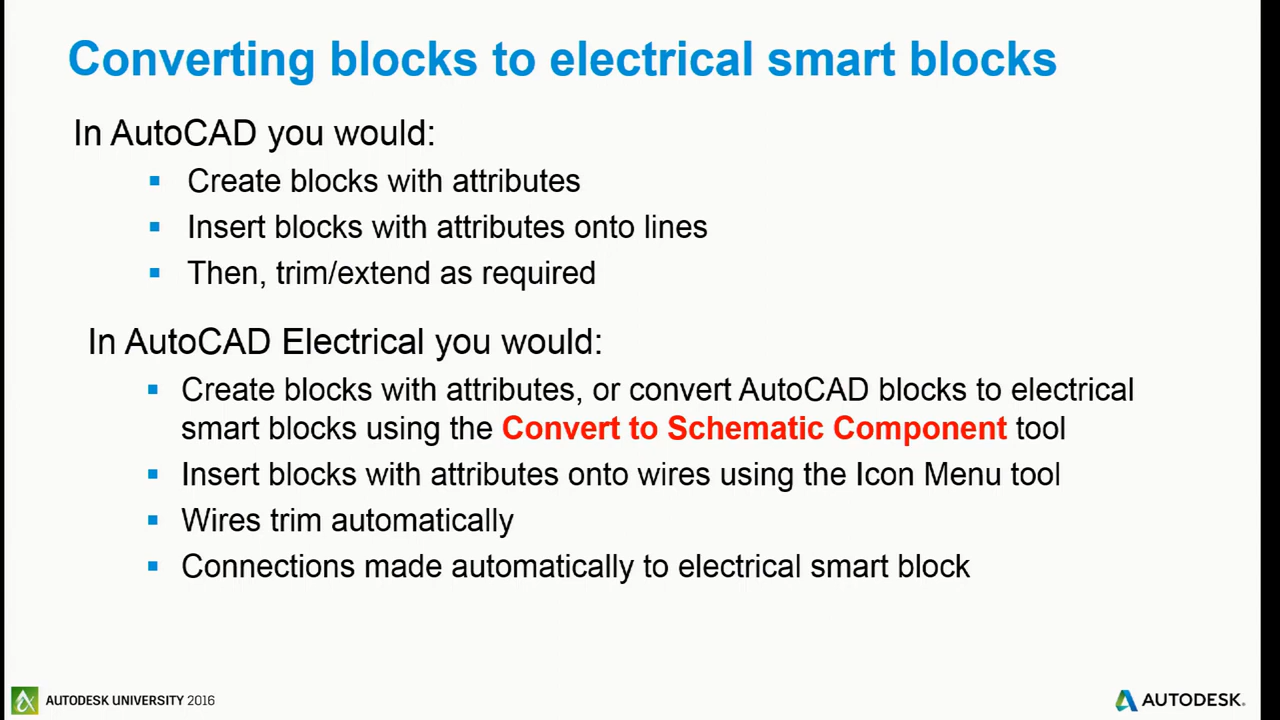 Converting blocks to electrical smart blocks
In AutoCAD you would:
Create blocks with attributes
Insert blocks with attributes onto lines
Then, trim/extend as required
In AutoCAD Electrical you would:
Create blocks with attributes, or convert AutoCAD blocks to electrical
smart blocks using the Convert to Schematic Component tool
Insert blocks with attributes onto wires using the Icon Menu tool
Wires trim automatically
Connections made automatically to electrical smart block
AUTODESK UNIVERSITY 2016
AUTODESK.